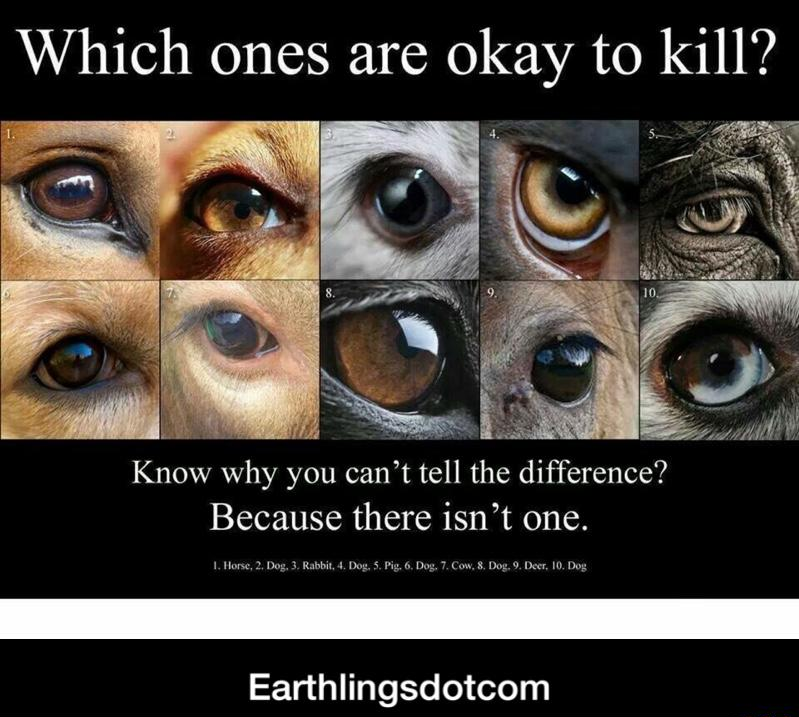 Which ones are okay to kill?
1.
2.
3.
4.
5.
6.
7.
8.
9.
10.
Know why you can't tell the difference?
Because there isn't one.
1. Horse, 2. Dog, 3. Rabbit, 4. Dog, 5. Pig, 6. Dog, 7. Cow, 8. Dog, 9. Deer, 10. Dog
Earthlingsdotcom